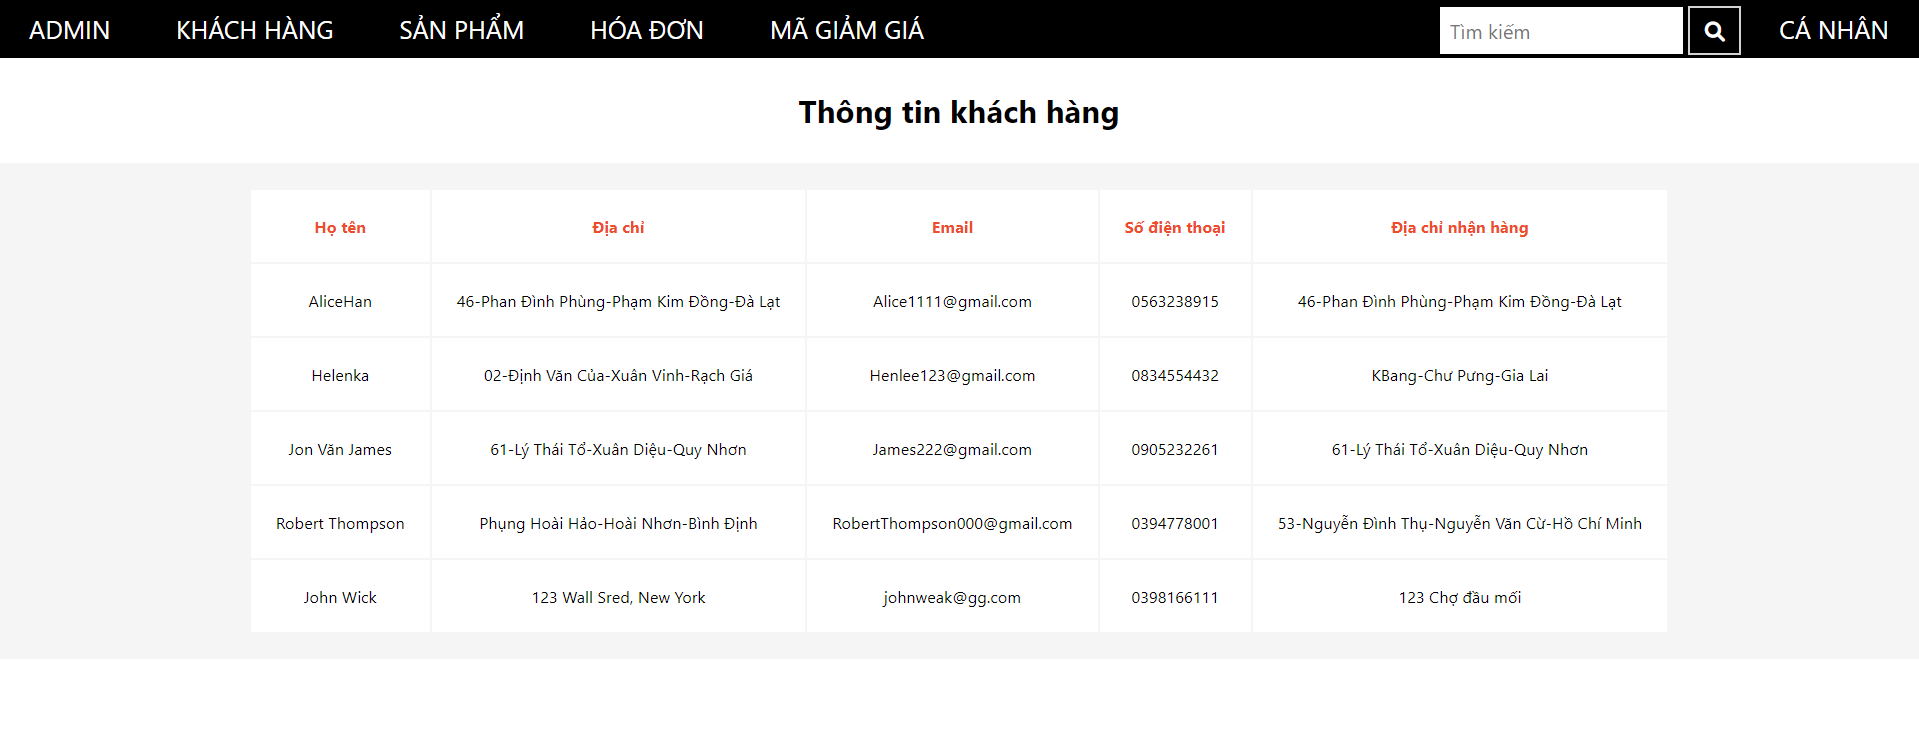 ADMIN KHÁCH HÀNG SẢN PHẨM HÓA ĐƠN MÃ GIẢM GIÁ Tìm kiếm CÁ NHÂN
Thông tin khách hàng
Họ tên Địa chỉ Email Số điện thoại Địa chỉ nhận hàng
AliceHan 46-Phan Đình Phùng-Phạm Kim Đồng-Đà Lạt Alice1111@gmail.com 0563238915 46-Phan Đình Phùng-Phạm Kim Đồng-Đà Lạt
Helenka 02-Định Văn Của-Xuân Vinh-Rạch Giá Henlee123@gmail.com 0834554432 KBang-Chư Pưng-Gia Lai
Jon Văn James 61-Lý Thái Tổ-Xuân Diệu-Quy Nhơn James222@gmail.com 0905232261 61-Lý Thái Tổ-Xuân Diệu-Quy Nhơn
Robert Thompson Phụng Hoài Hảo-Hoài Nhơn-Bình Định RobertThompson000@gmail.com 0394778001 53-Nguyễn Đình Thụ-Nguyễn Văn Cừ-Hồ Chí Minh
John Wick 123 Wall Sred, New York johnweak@gg.com 0398166111 123 Chợ đầu mối